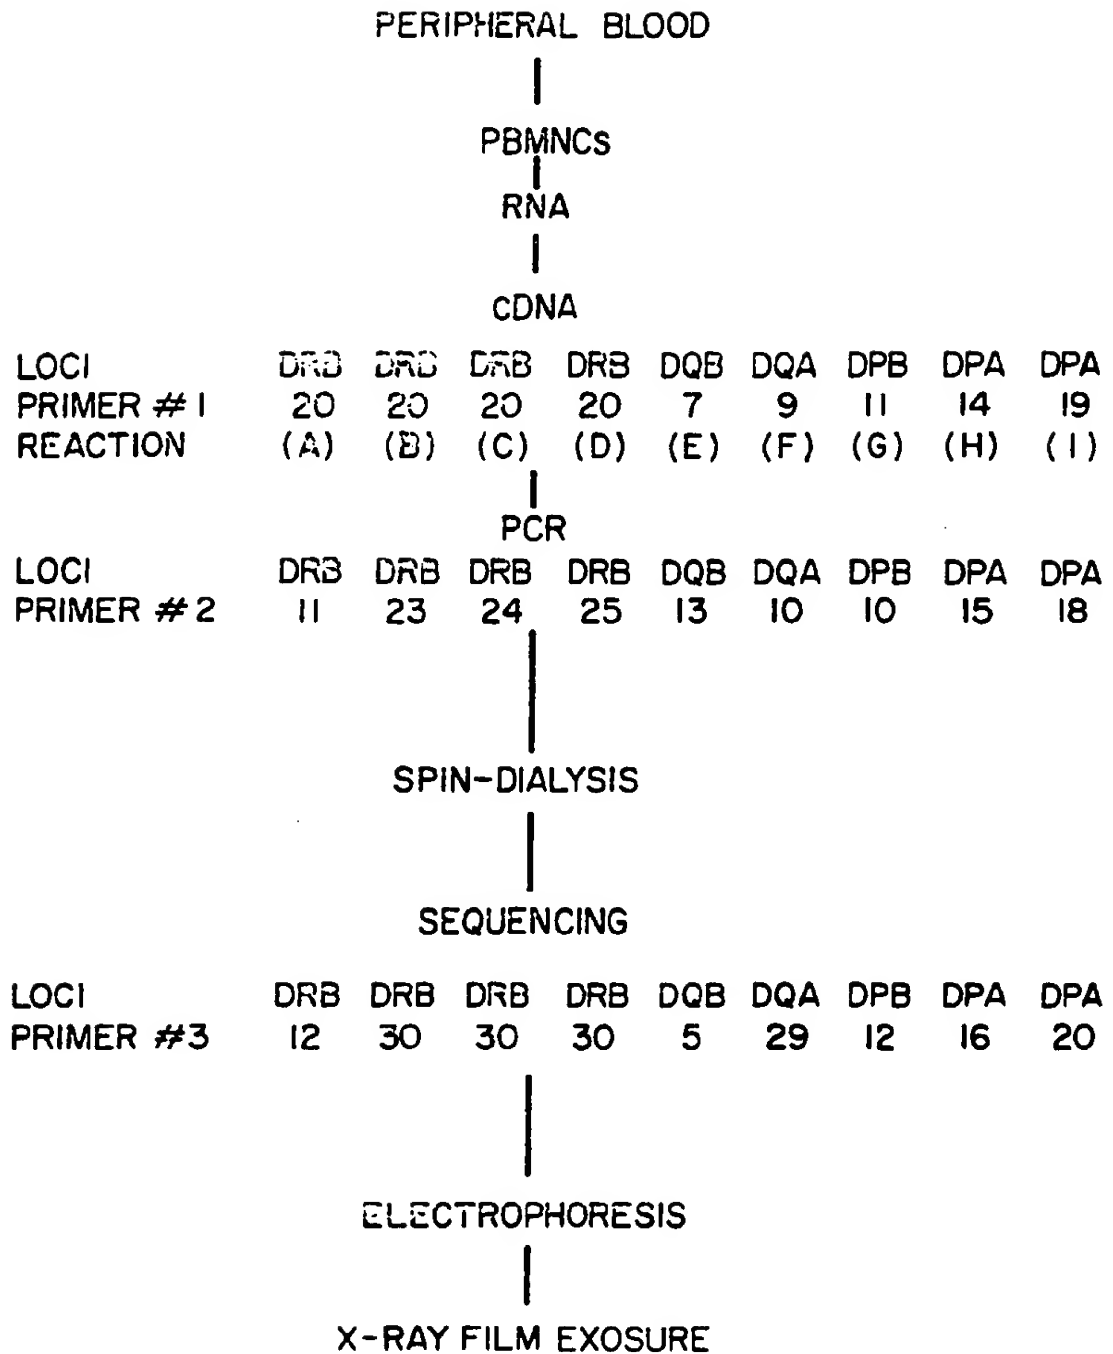 PERIPHERAL BLOOD
PBMNCs
RNA
cDNA
LOCI DRB DRB DRB DRB DQB DQA DPB DPA DPA
PRIMER #1 20 20 20 20 7 9 11 14 19
REACTION (A) (B) (C) (D) (E) (F) (G) (H) (I)
PCR
LOCI DRB DRB DRB DRB DQB DQA DPB DPA DPA
PRIMER #2 11 23 24 25 13 10 10 15 18
SPIN-DIALYSIS
SEQUENCING
LOCI DRB DRB DRB DRB DQB DQA DPB DPA DPA
PRIMER #3 12 30 30 30 5 29 12 16 20
ELECTROPHORESIS
X-RAY FILM EXOSURE